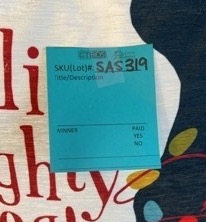 li
SKU(Lot)#: SAS319
Title/Description
WINNER PAID
YES
NO
ghty